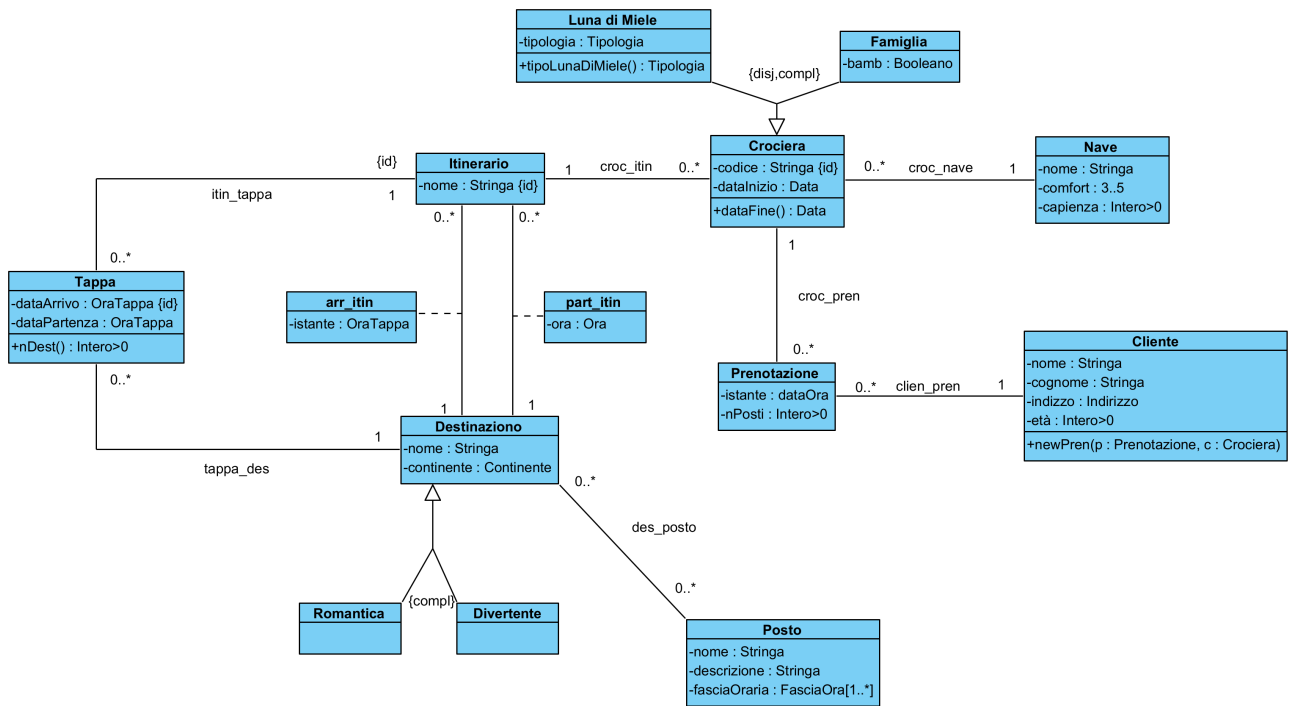 Luna di Miele
-tipologia : Tipologia
+tipoLunaDiMiele() : Tipologia
Famiglia
-bamb : Booleano
{disj,compl}
Crociera
-codice : Stringa {id}
-dataInizio : Data
+dataFine() : Data
Itinerario
-nome : Stringa {id}
1
croc_itin
0..*
0..*
croc_nave
1
Nave
-nome : Stringa
-comfort : 3..5
-capienza : Intero>0
{id}
itin_tappa
1
0..*
0..*
0..*
1
Tappa
-dataArrivo : OraTappa {id}
-dataPartenza : OraTappa
+nDest() : Intero>0
arr_itin
-istante : OraTappa
part_itin
-ora : Ora
croc_pren
0..*
Prenotazione
-istante : dataOra
-nPosti : Intero>0
0..*
clien_pren
1
Cliente
-nome : Stringa
-cognome : Stringa
-indizzo : Indirizzo
-età : Intero>0
+newPren(p : Prenotazione, c : Crociera)
0..*
1
1
1
tappa_des
Destinaziono
-nome : Stringa
-continente : Continente
0..*
des_posto
0..*
{compl}
Romantica
Divertente
Posto
-nome : Stringa
-descrizione : Stringa
-fasciaOraria : FasciaOra[1..*]